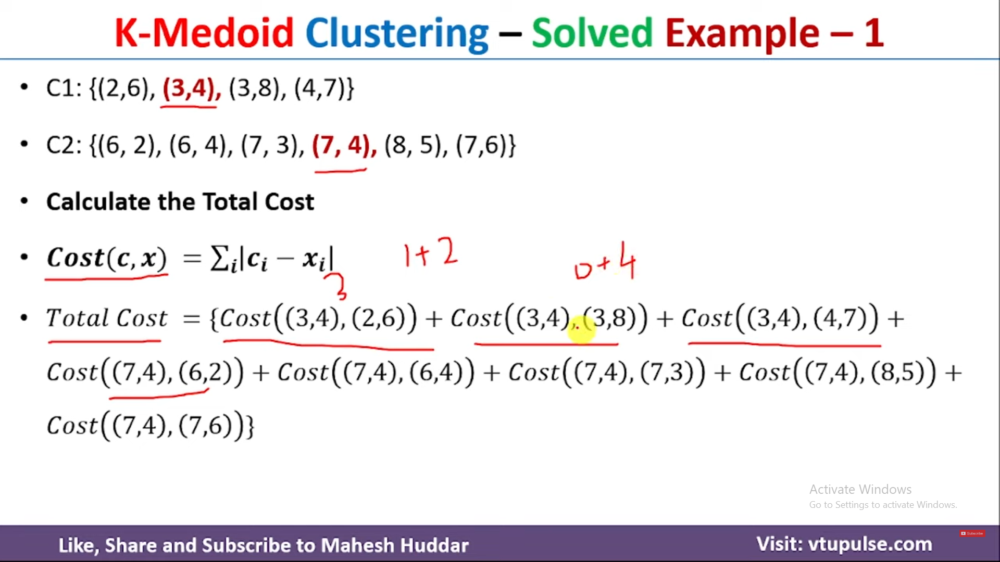 K-Medoid Clustering – Solved Example – 1
• C1: {(2,6), (3,4), (3,8), (4,7)}
• C2: {(6, 2), (6, 4), (7, 3), (7, 4), (8, 5), (7,6)}
• Calculate the Total Cost
• Cost(c, x) = ∑ᵢ|cᵢ − xᵢ| 1+2 0+4
3
• Total Cost = {Cost((3,4), (2,6)) + Cost((3,4), (3,8)) + Cost((3,4), (4,7)) +
Cost((7,4), (6,2)) + Cost((7,4), (6,4)) + Cost((7,4), (7,3)) + Cost((7,4), (8,5)) +
Cost((7,4), (7,6))}
Activate Windows
Go to Settings to activate Windows.
Subscribe
Like, Share and Subscribe to Mahesh Huddar Visit: vtupulse.com